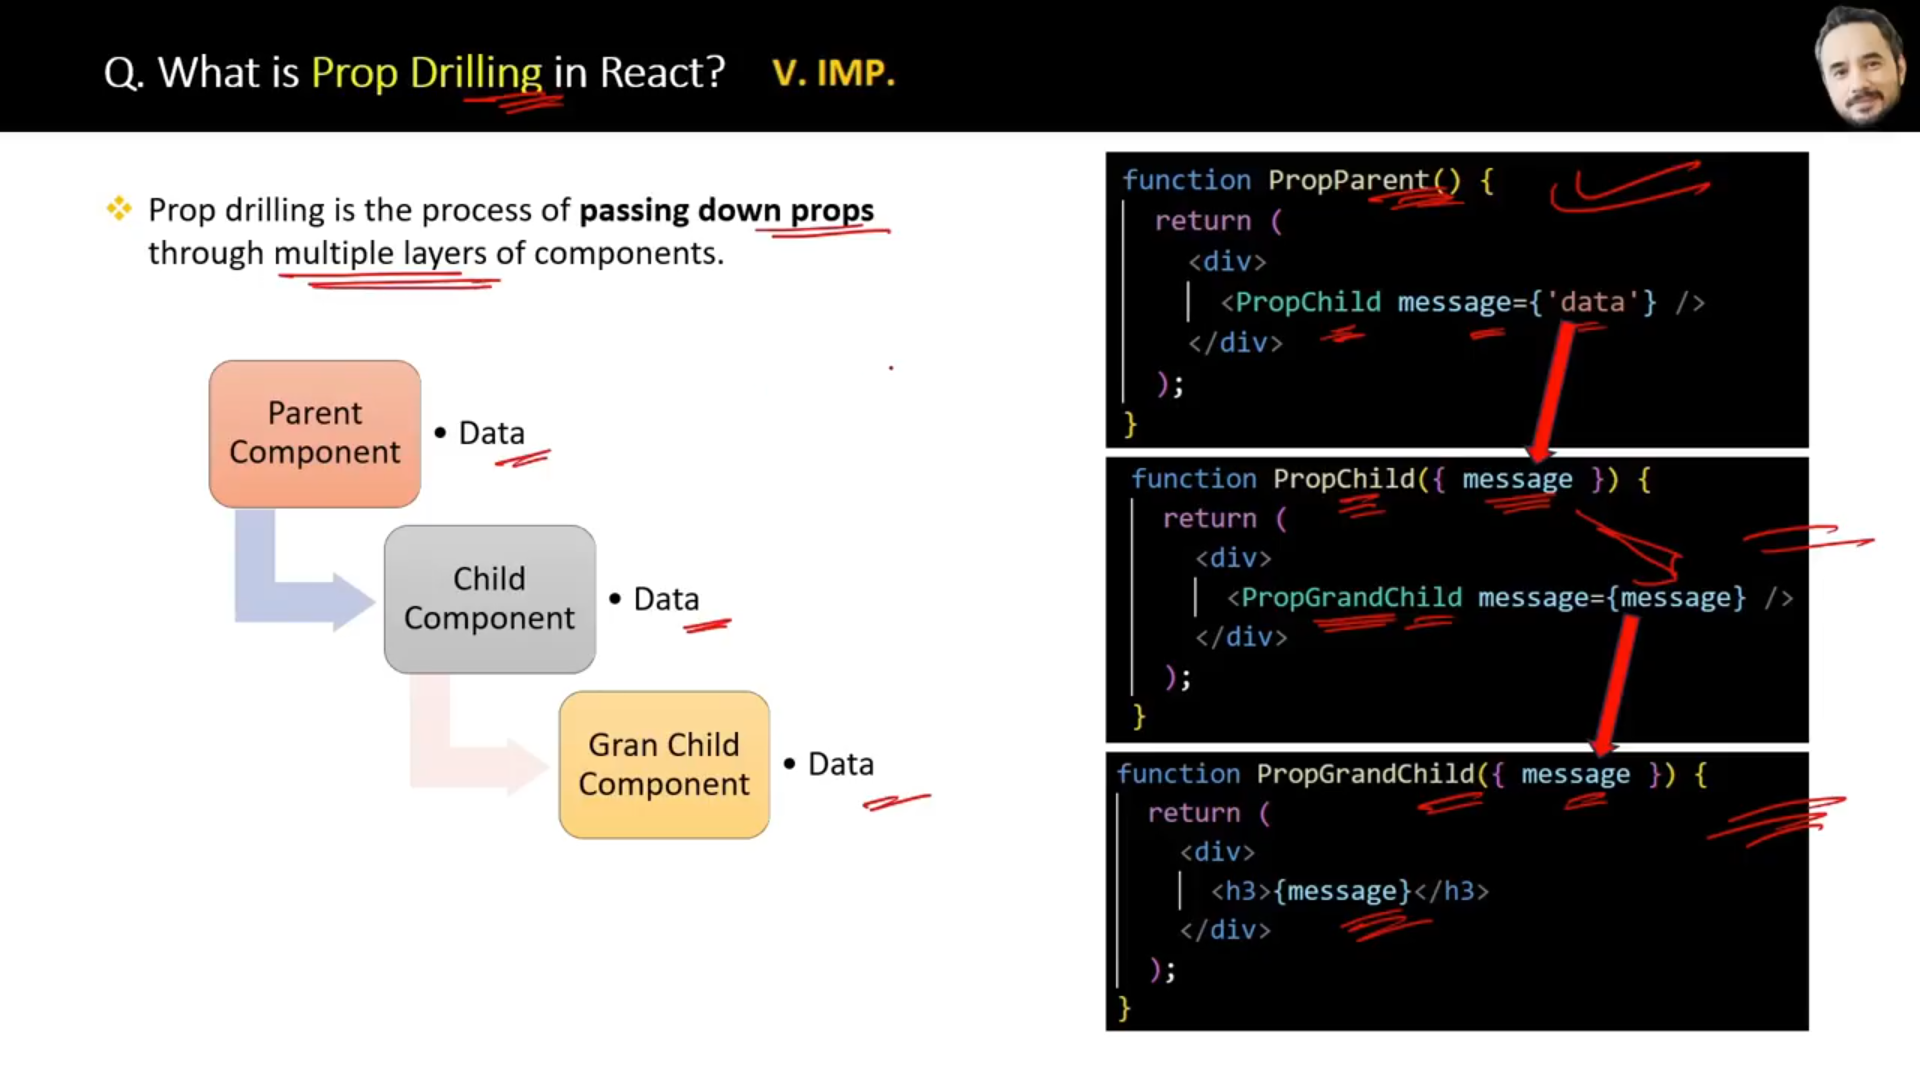 Q. What is Prop Drilling in React? V. IMP.
Prop drilling is the process of passing down props
through multiple layers of components.
Parent
Component
• Data
Child
Component
• Data
Gran Child
Component
• Data
function PropParent() {
return (
<div>
<PropChild message={'data'} />
</div>
);
}
function PropChild({ message }) {
return (
<div>
<PropGrandChild message={message} />
</div>
);
}
function PropGrandChild({ message }) {
return (
<div>
<h3>{message}</h3>
</div>
);
}